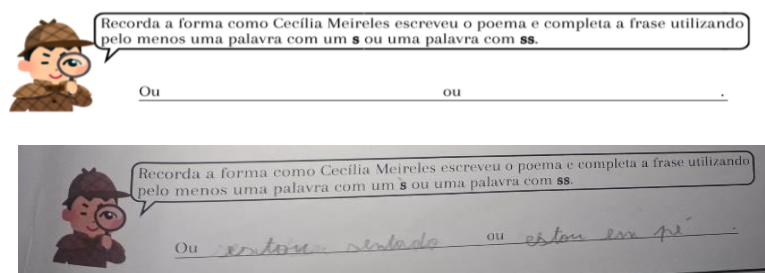 Recorda a forma como Cecília Meireles escreveu o poema e completa a frase utilizando
pelo menos uma palavra com um s ou uma palavra com ss.
Ou ou .
Recorda a forma como Cecília Meireles escreveu o poema e completa a frase utilizando
pelo menos uma palavra com um s ou uma palavra com ss.
Ou sentado ou estou em pé .